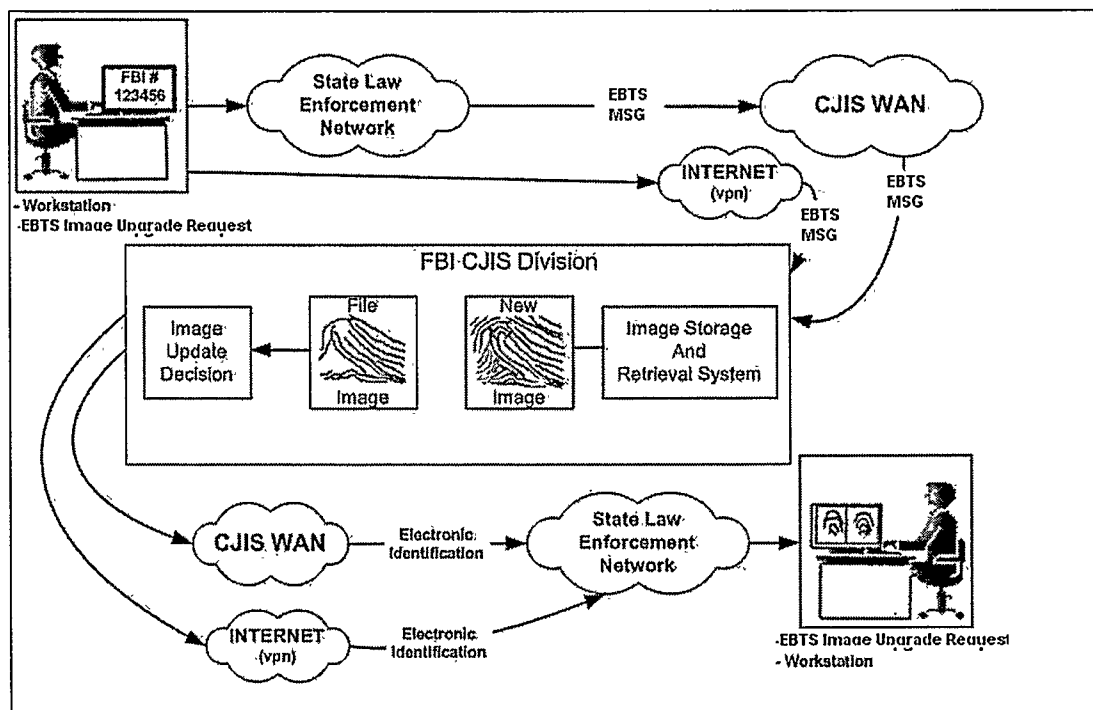 FBI #
123456
State Law
Enforcement
Network
EBTS
MSG
CJIS WAN
INTERNET
(vpn)
EBTS
MSG
EBTS
MSG
- Workstation
-EBTS Image Upgrade Request
FBI CJIS Division
Image
Update
Decision
File
Image
New
Image
Image Storage
And
Retrieval System
CJIS WAN
Electronic
Identification
State Law
Enforcement
Network
INTERNET
(vpn)
Electronic
Identification
-EBTS Image Upgrade Request
- Workstation